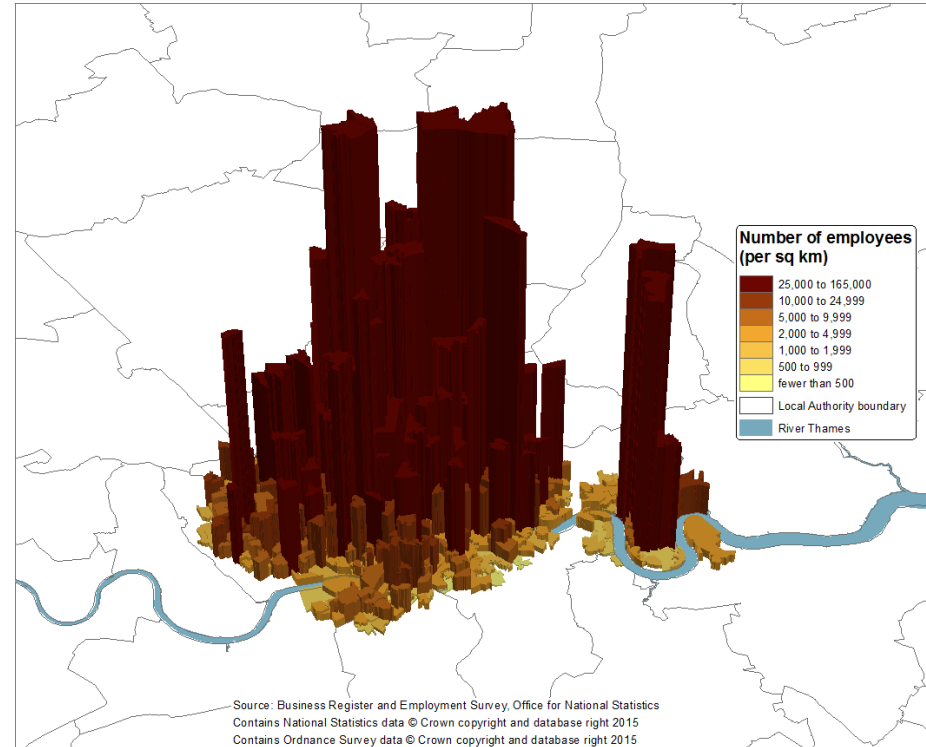 Number of employees
(per sq km)
25,000 to 165,000
10,000 to 24,999
5,000 to 9,999
2,000 to 4,999
1,000 to 1,999
500 to 999
fewer than 500
Local Authority boundary
River Thames
Source: Business Register and Employment Survey, Office for National Statistics
Contains National Statistics data © Crown copyright and database right 2015
Contains Ordnance Survey data © Crown copyright and database right 2015